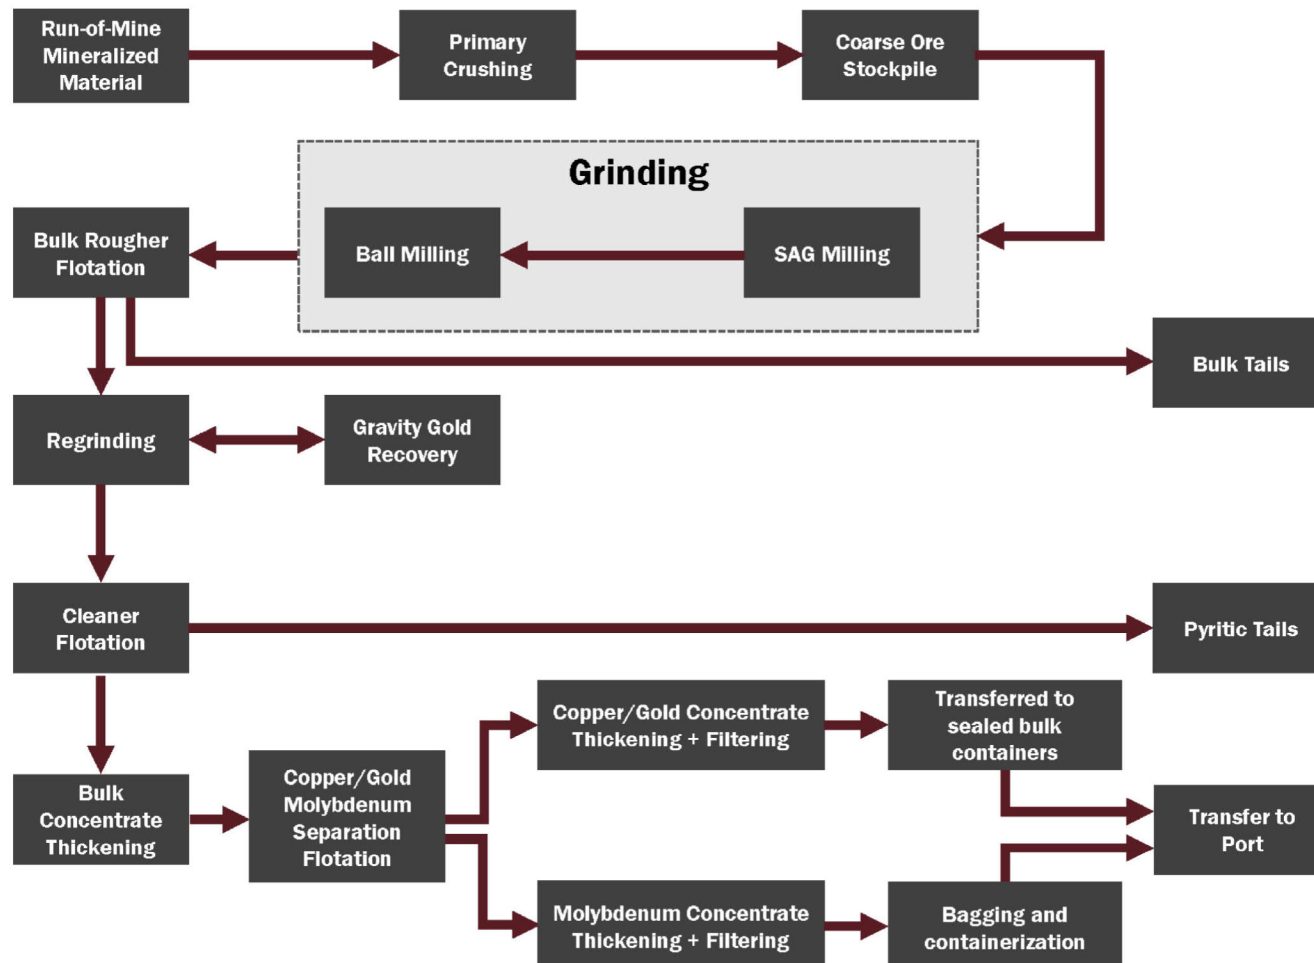 Run-of-Mine
Mineralized
Material
Primary
Crushing
Coarse Ore
Stockpile
Grinding
Bulk Rougher
Flotation
Ball Milling
SAG Milling
Bulk Tails
Regrinding
Gravity Gold
Recovery
Cleaner
Flotation
Pyritic Tails
Copper/Gold Concentrate
Thickening + Filtering
Transferred to
sealed bulk
containers
Bulk
Concentrate
Thickening
Copper/Gold
Molybdenum
Separation
Flotation
Transfer to
Port
Molybdenum Concentrate
Thickening + Filtering
Bagging and
containerization